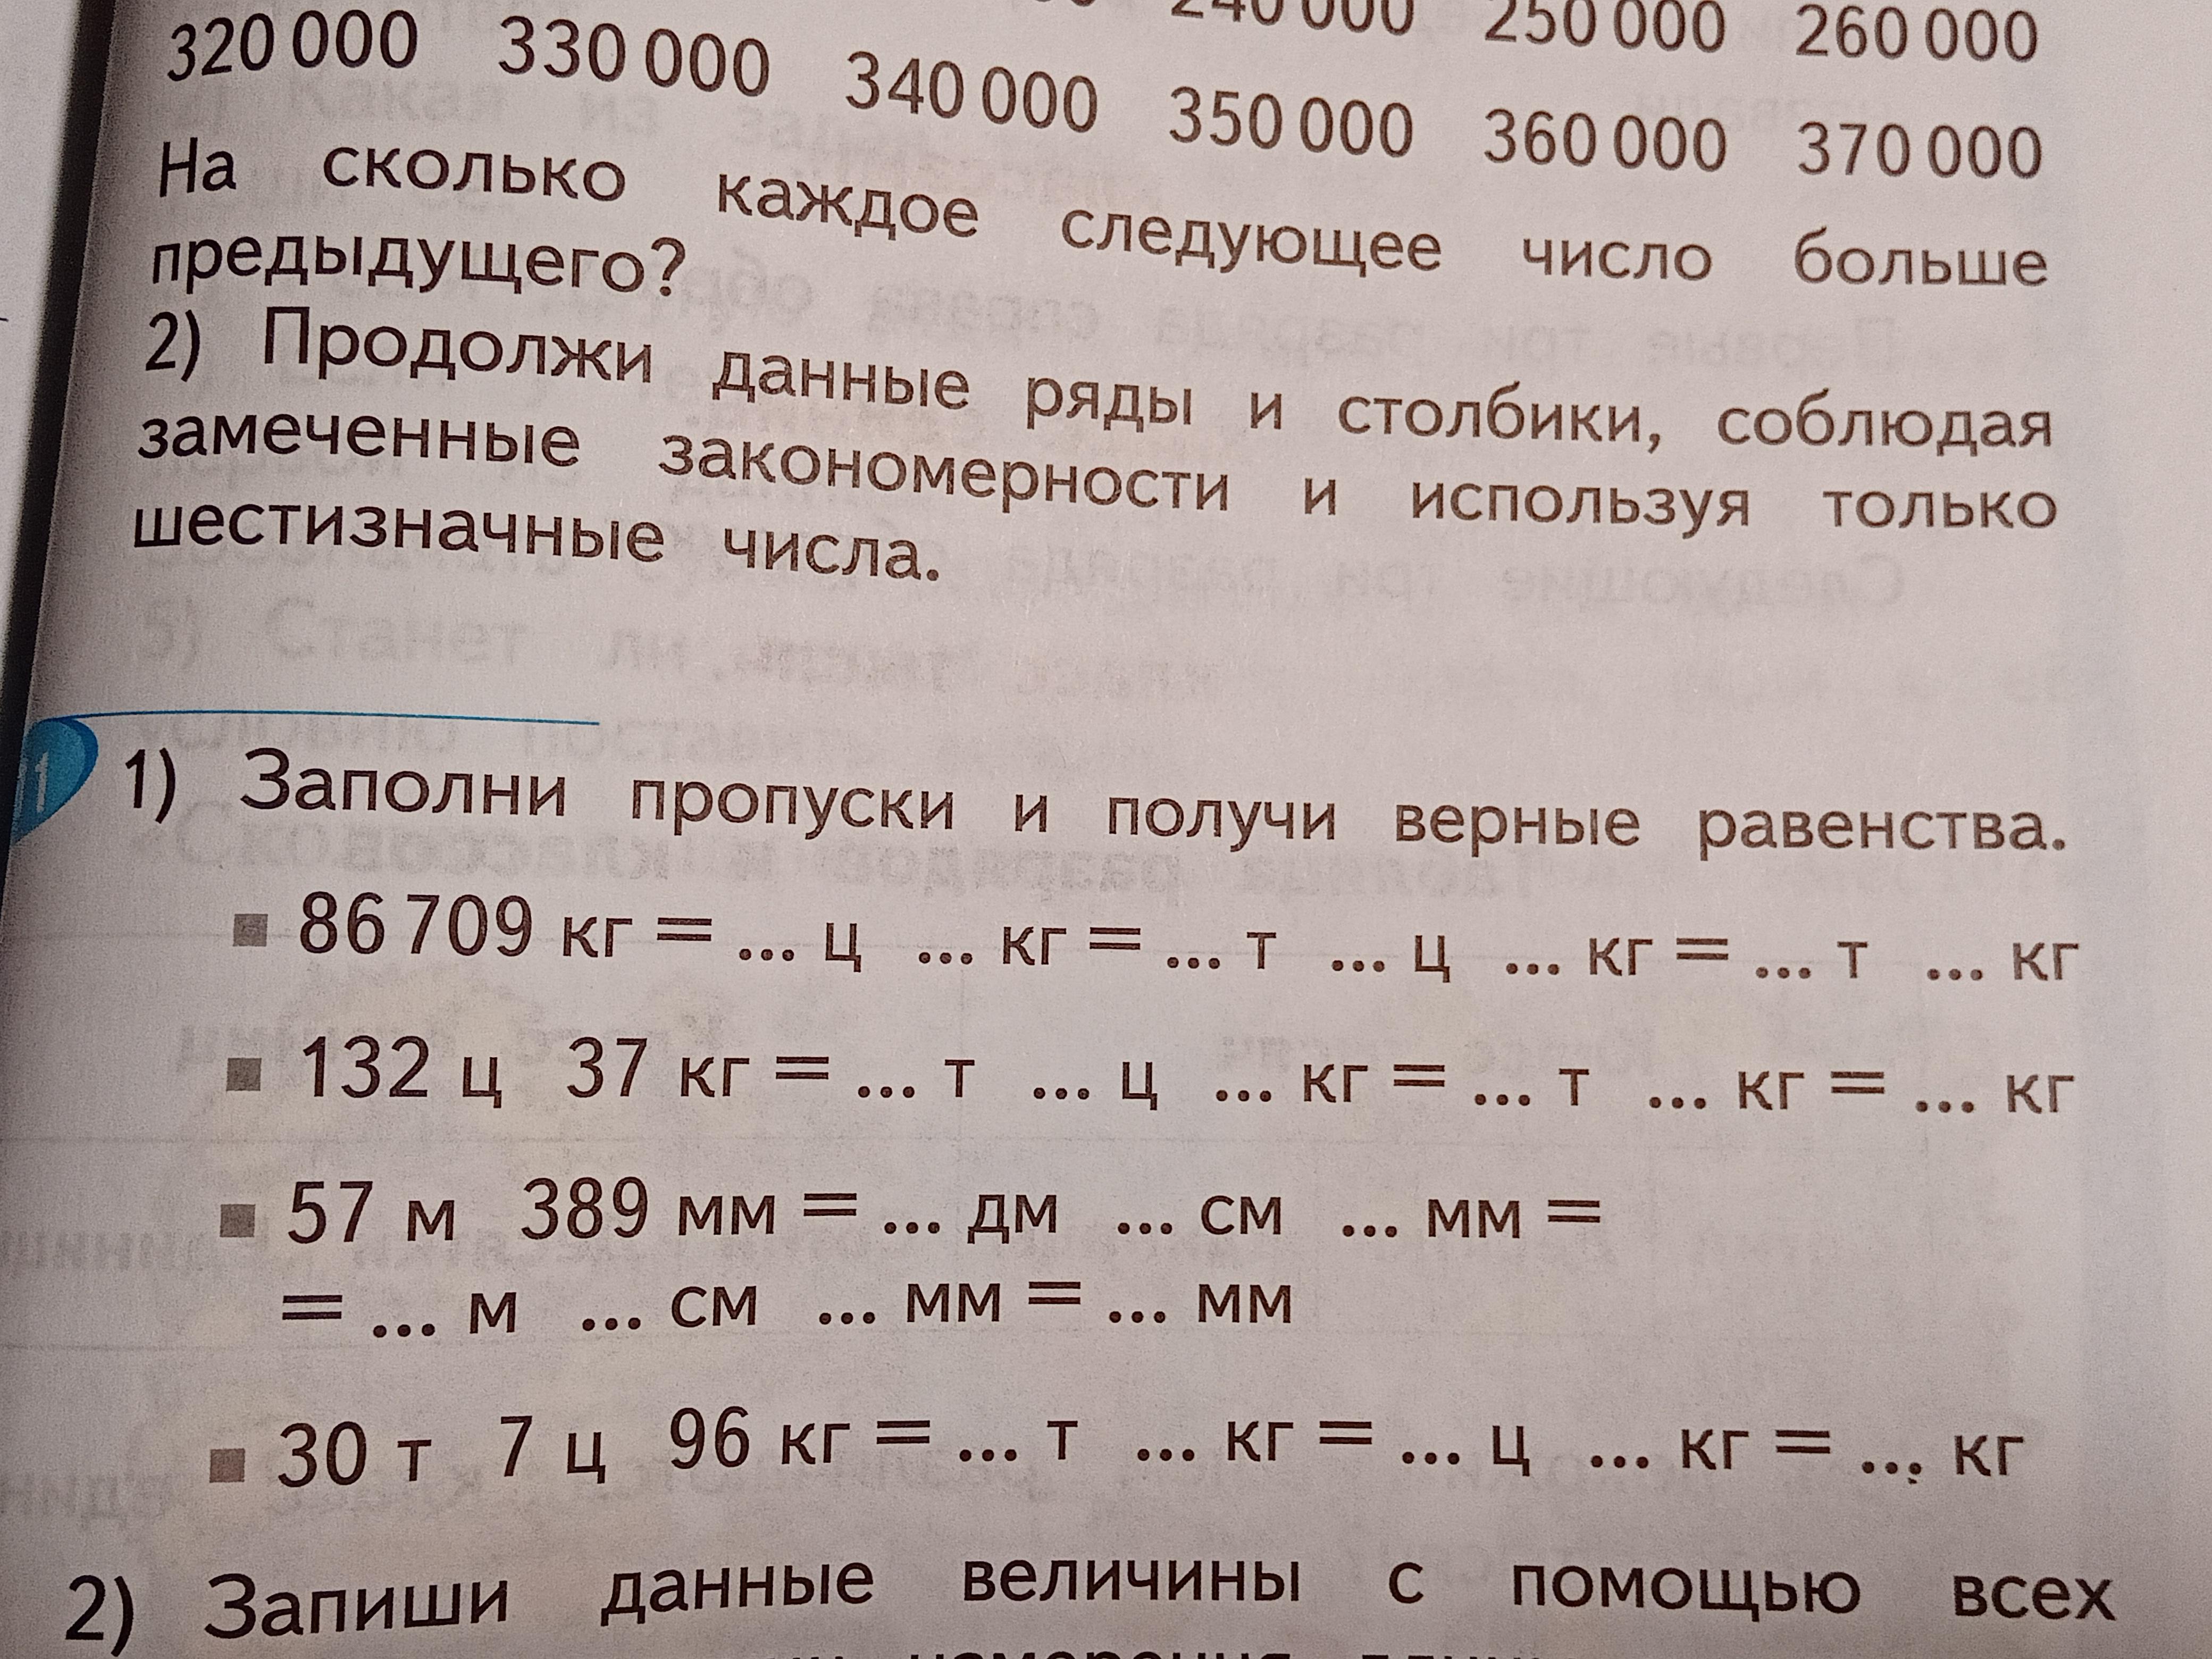 240 000 250 000 260 000
320 000 330 000 340 000 350 000 360 000 370 000
На сколько каждое следующее число больше
предыдущего?
2) Продолжи данные ряды и столбики, соблюдая
замеченные закономерности и используя только
шестизначные числа.
1) Заполни пропуски и получи верные равенства.
▪ 86 709 кг = ... ц ... кг = ... т ... ц ... кг = ... т ... кг
▪ 132 ц 37 кг = ... т ... ц ... кг = ... т ... кг = ... кг
▪ 57 м 389 мм = ... дм ... см ... мм =
= ... м ... см ... мм = ... мм
▪ 30 т 7 ц 96 кг = ... т ... кг = ... ц ... кг = ... кг
2) Запиши данные величины с помощью всех